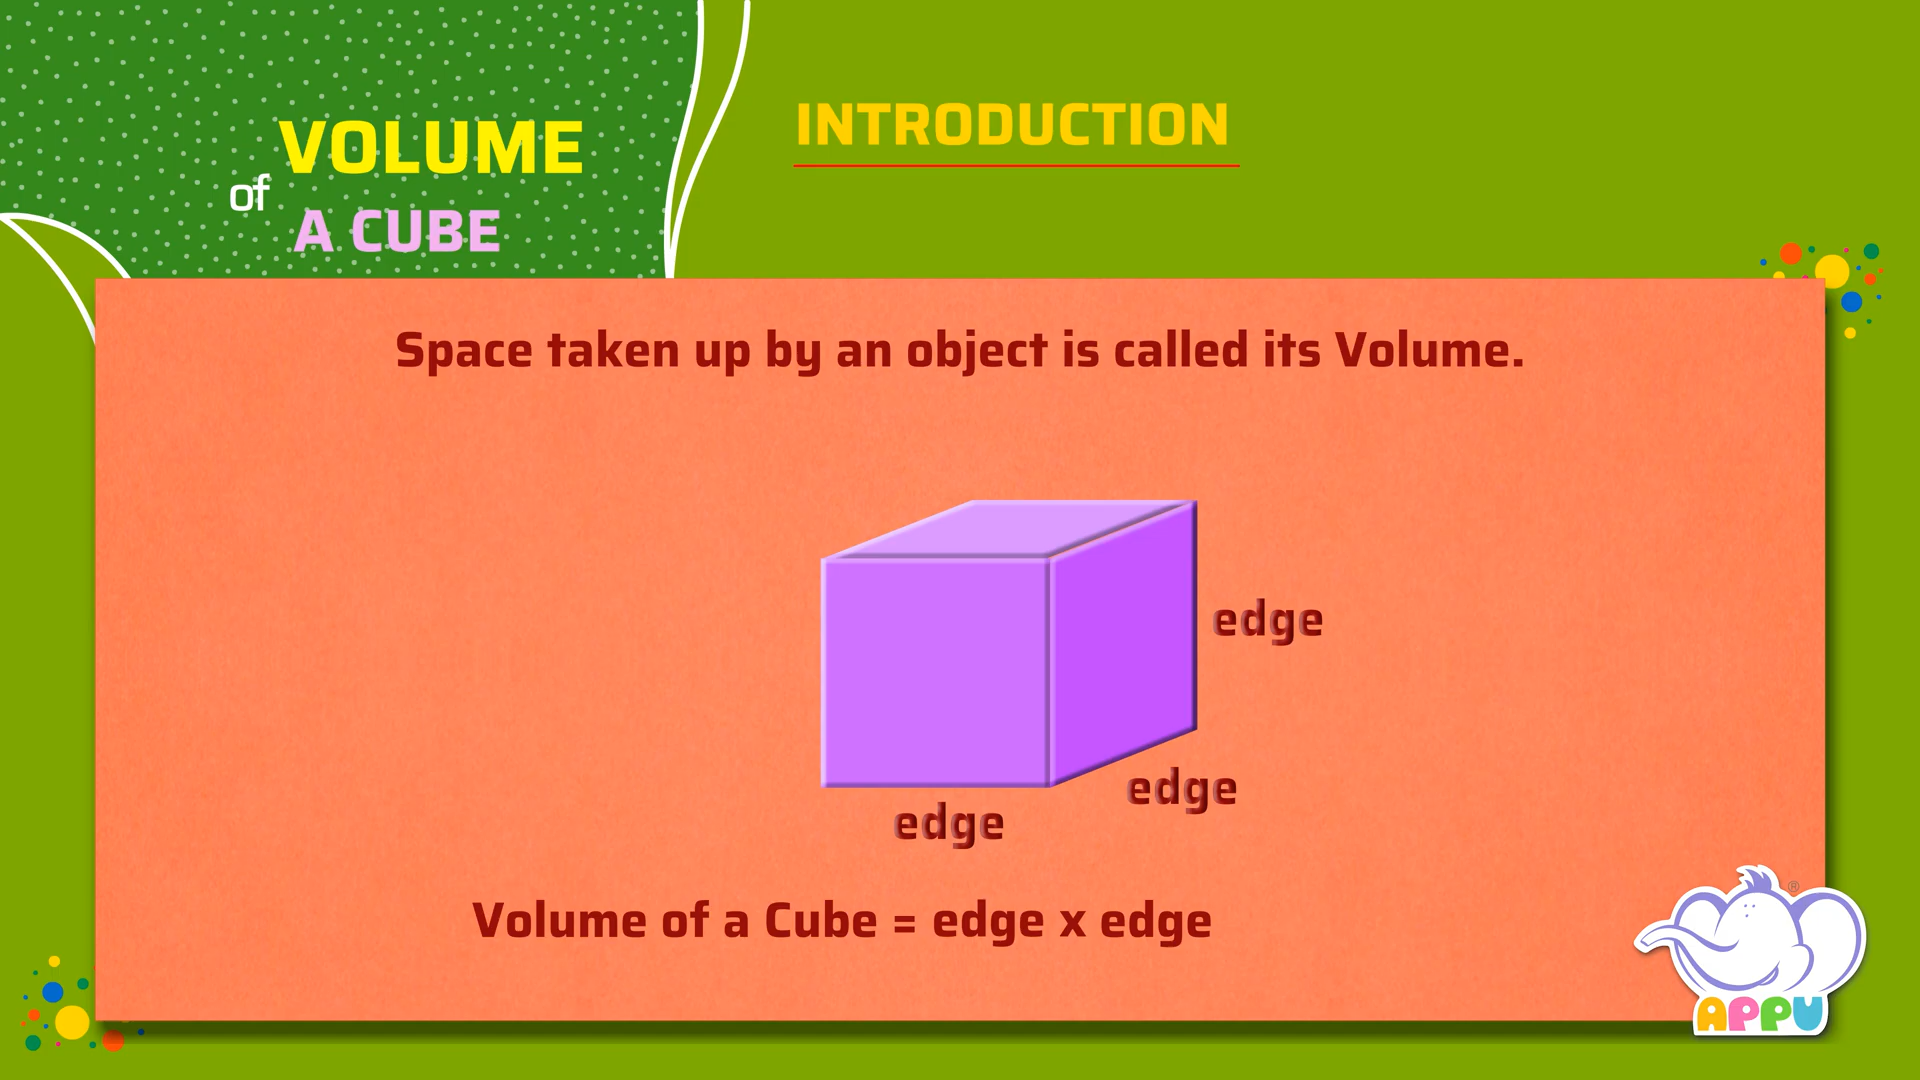 VOLUME
of
A CUBE
INTRODUCTION
Space taken up by an object is called its Volume.
edge
edge
edge
Volume of a Cube = edge x edge
®
APPU